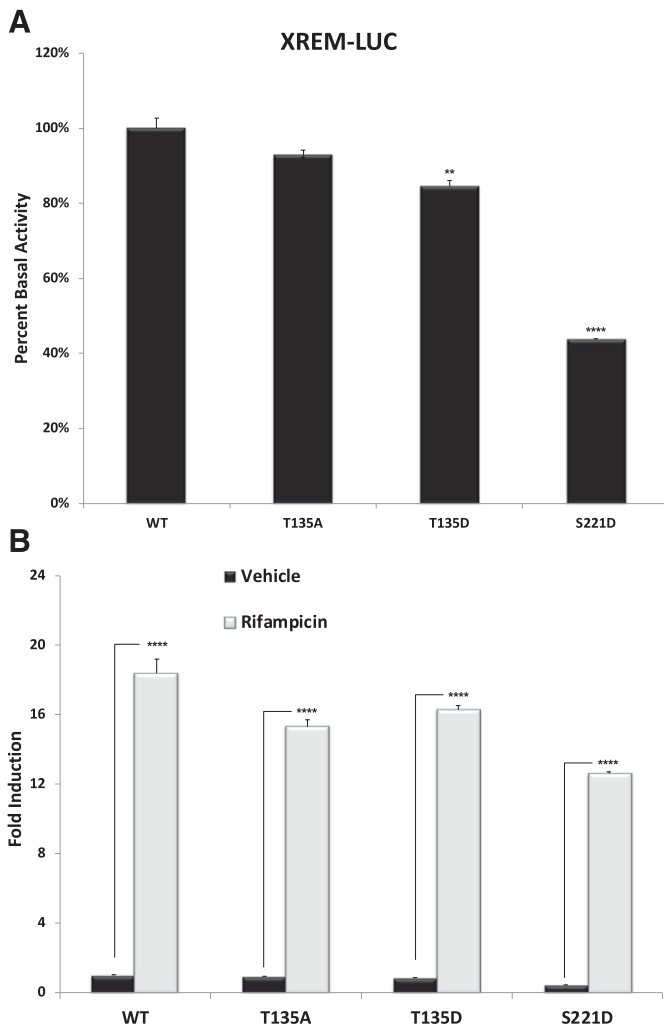 A
XREM-LUC
Percent Basal Activity
120%
100%
80%
60%
40%
20%
0%
**
****
WT T135A T135D S221D
B
Vehicle
Rifampicin
Fold Induction
24
20
16
12
8
4
0
****
****
****
****
WT T135A T135D S221D